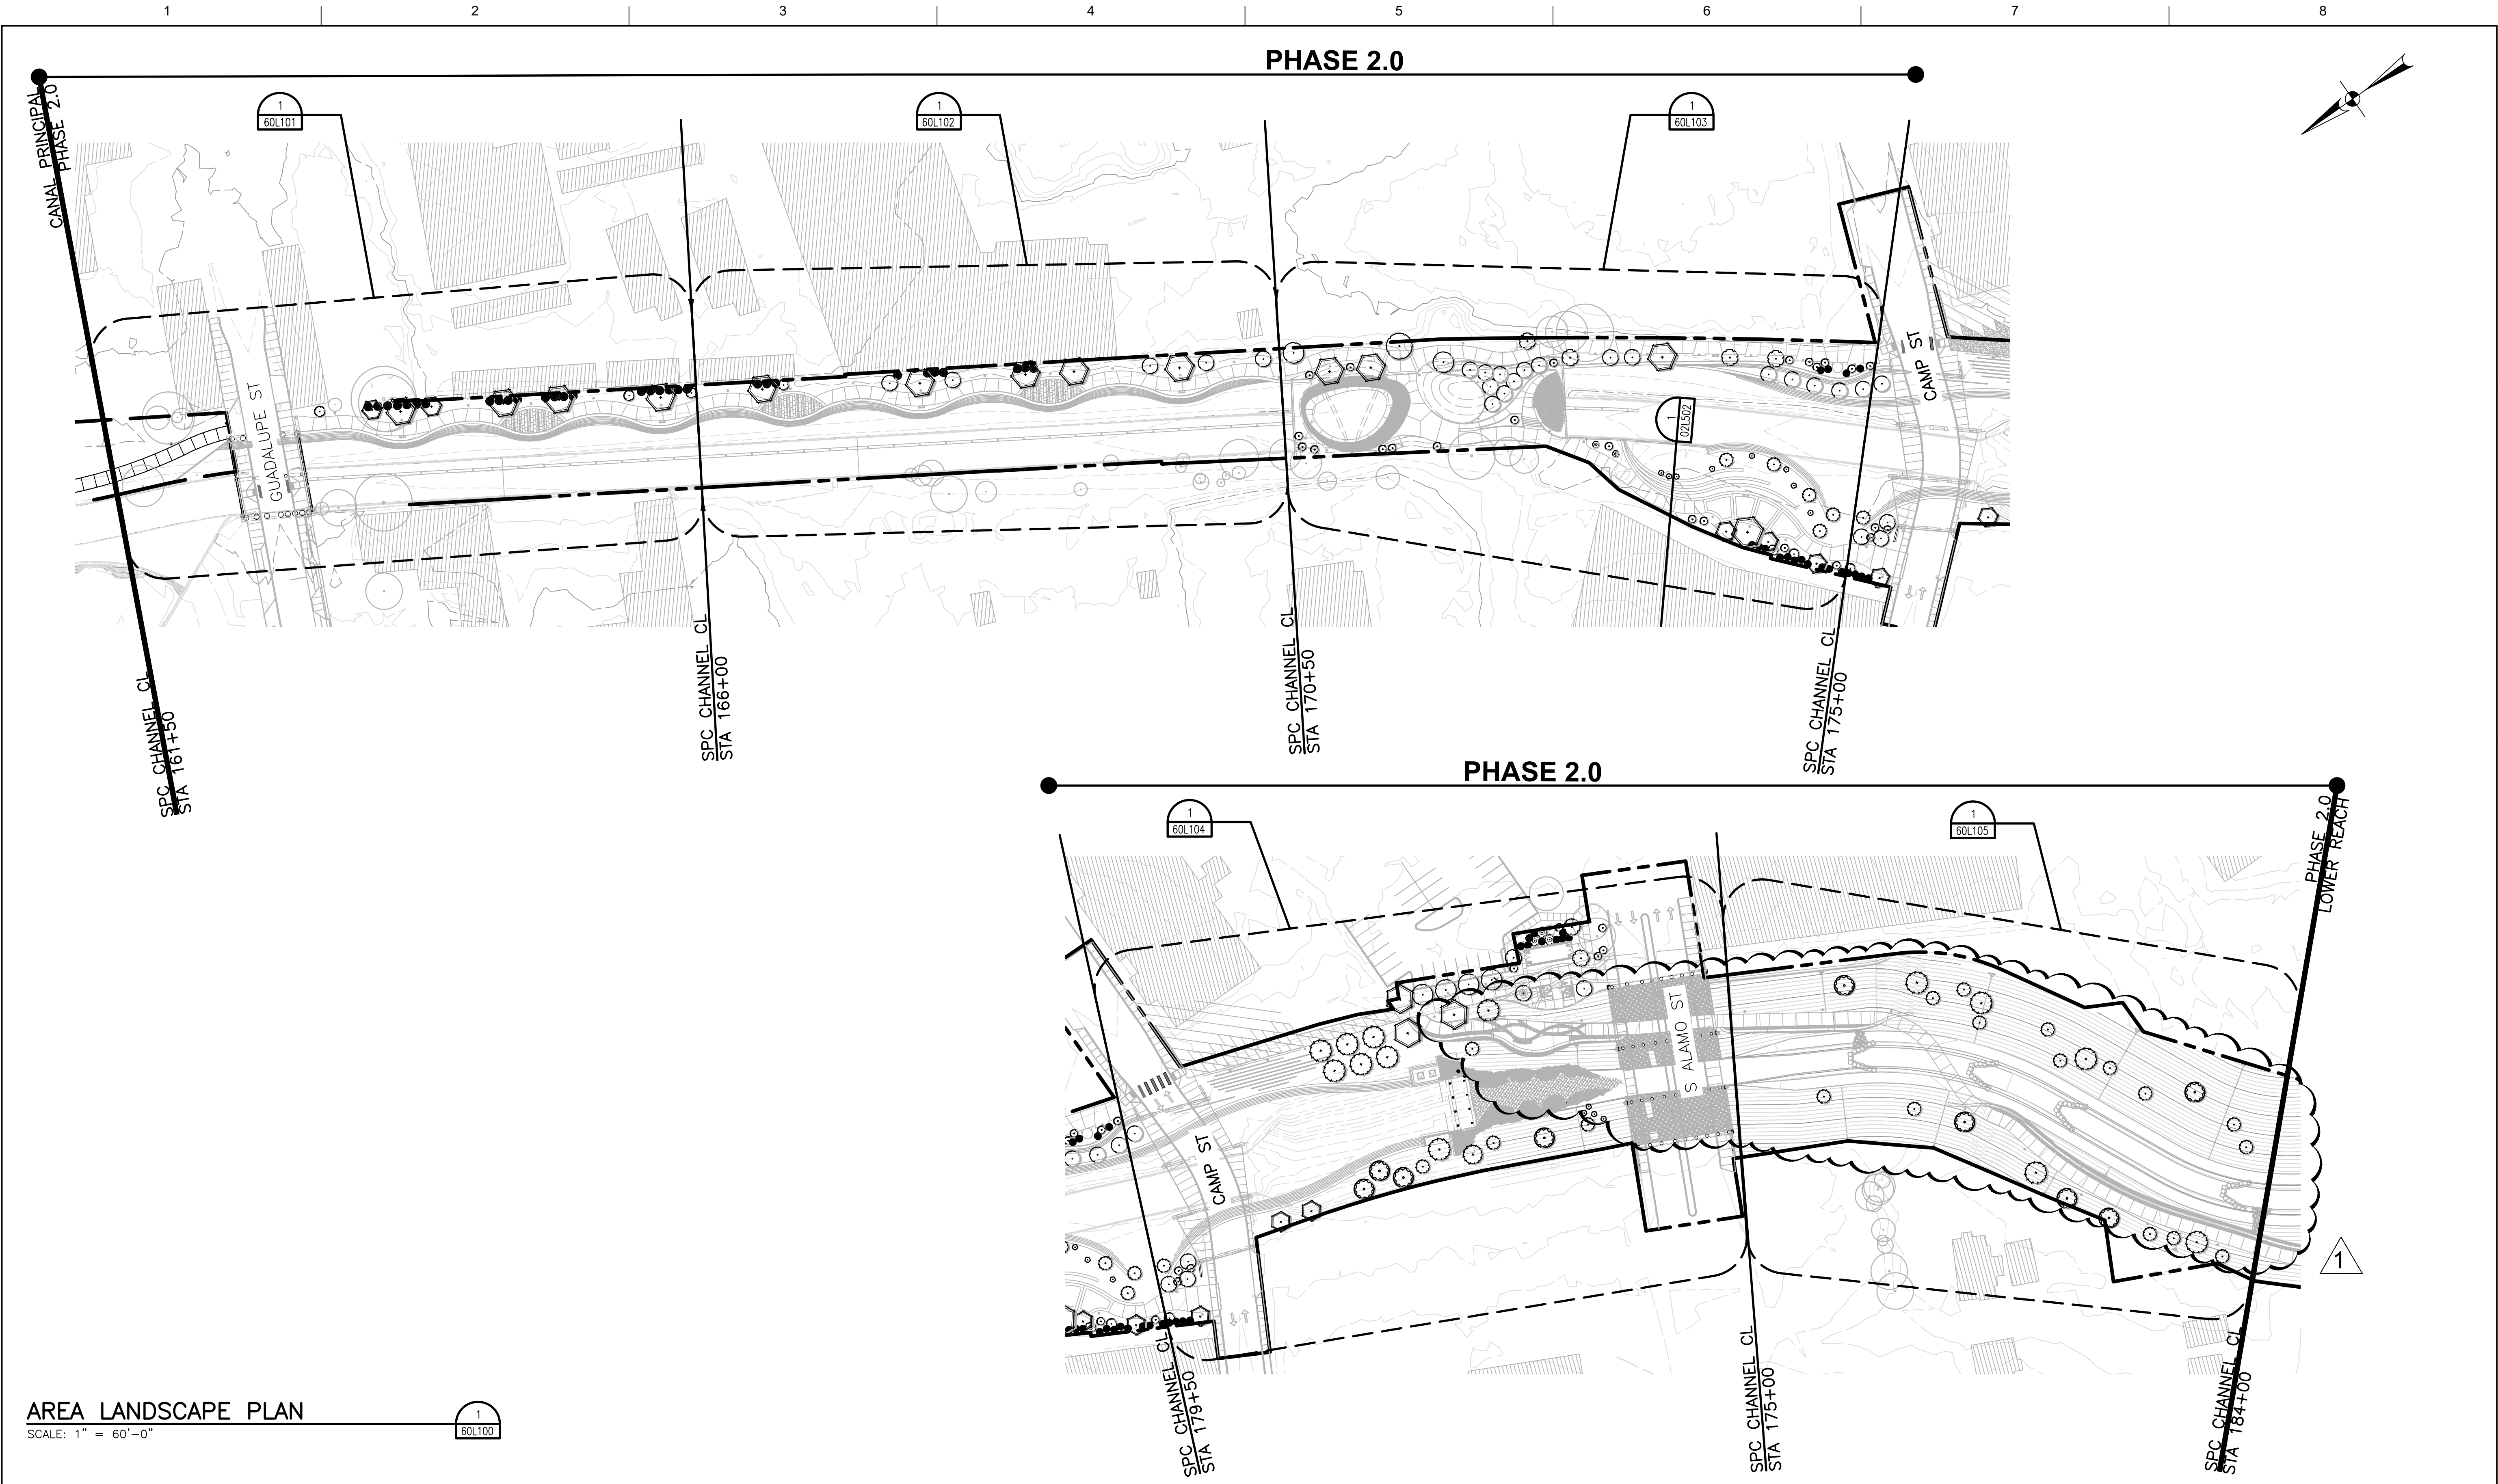 1
2
3
4
5
6
7
8
PHASE 2.0
CANAL PRINCIPAL
PHASE 2.0
1
60L101
1
60L102
1
60L103
GUADALUPE ST
CAMP ST
1
02L502
SPC CHANNEL CL
STA 161+50
SPC CHANNEL CL
STA 166+00
SPC CHANNEL CL
STA 170+50
SPC CHANNEL CL
STA 175+00
PHASE 2.0
1
60L104
1
60L105
PHASE 2.0
LOWER REACH
S ALAMO ST
CAMP ST
1
SPC CHANNEL CL
STA 179+50
SPC CHANNEL CL
STA 175+00
SPC CHANNEL CL
STA 184+00
AREA LANDSCAPE PLAN
SCALE: 1" = 60'-0"
1
60L100